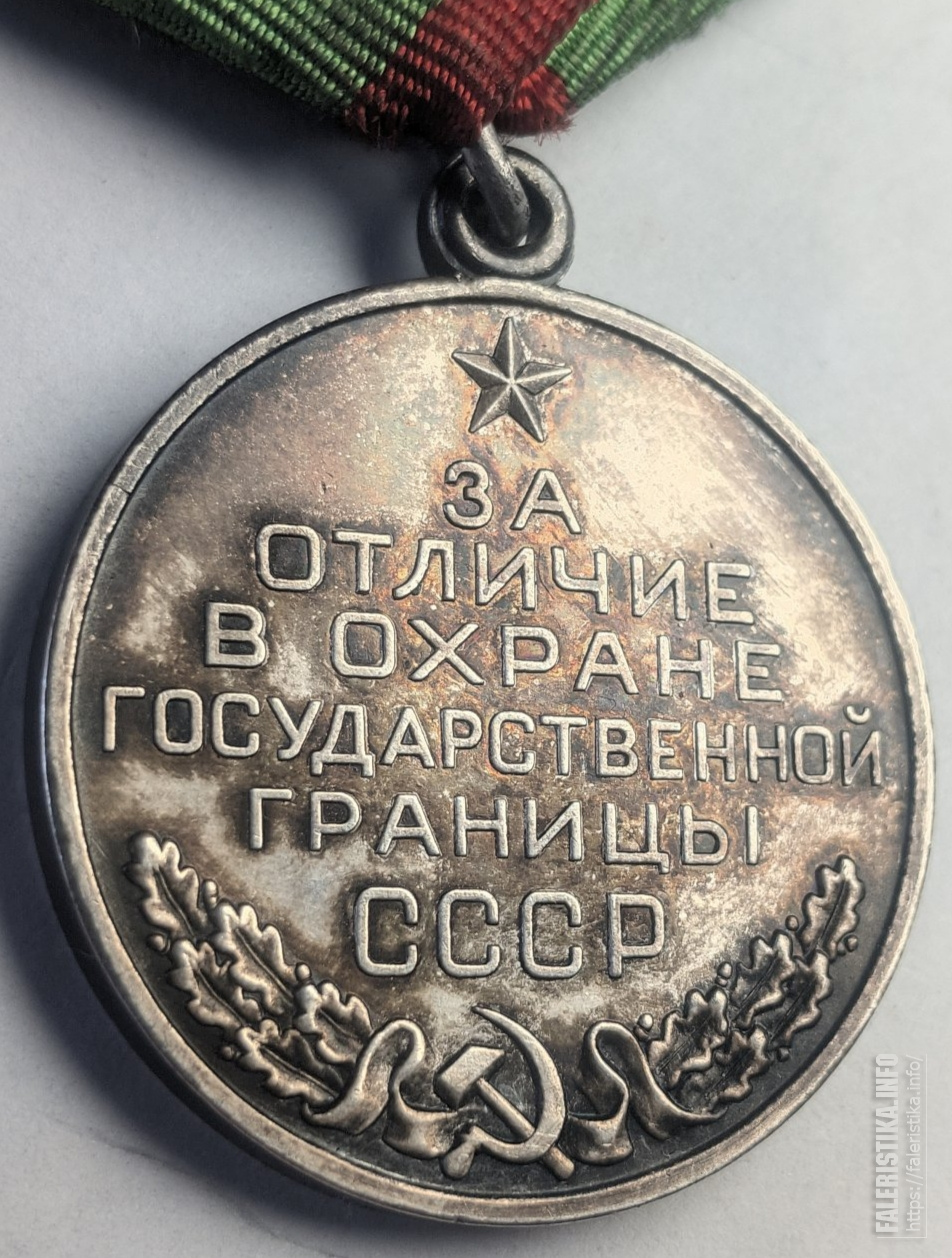 ЗА
ОТЛИЧИЕ
В ОХРАНЕ
ГОСУДАРСТВЕННОЙ
ГРАНИЦЫ
СССР
FALERISTIKA.INFO
https://faleristika.info/